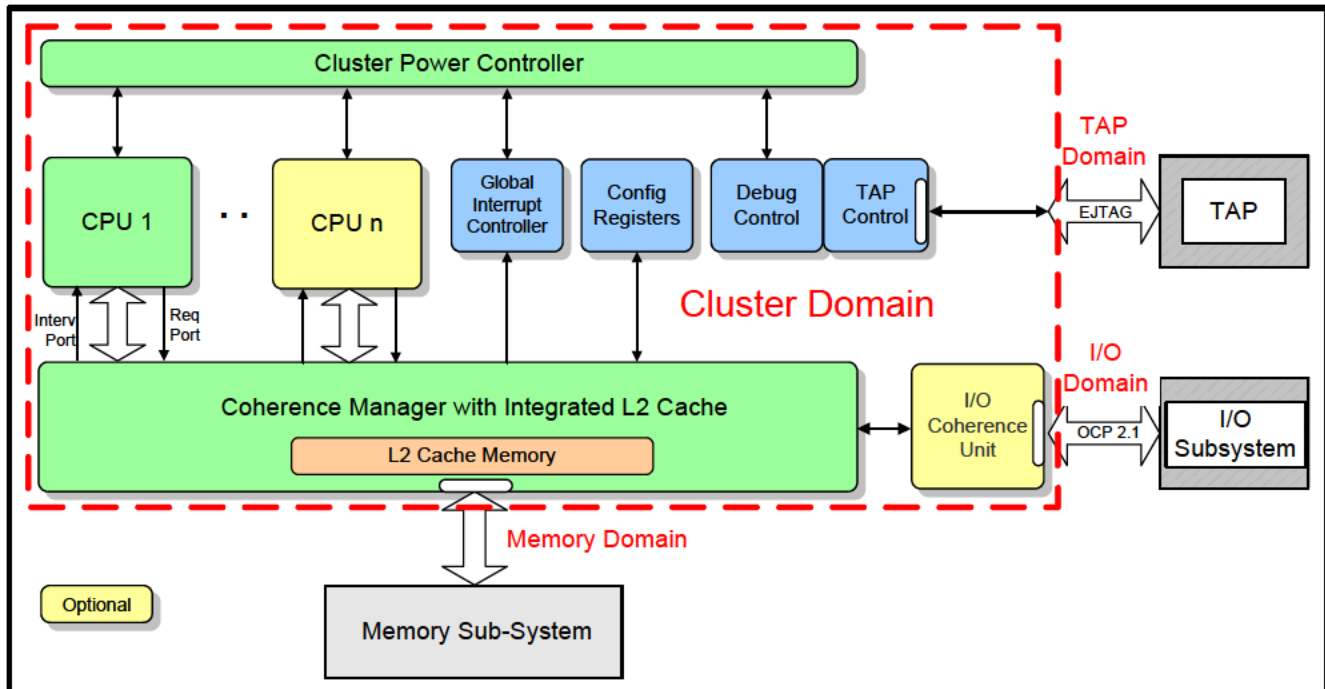 Cluster Power Controller
CPU 1
. .
CPU n
Global
Interrupt
Controller
Config
Registers
Debug
Control
TAP
Control
TAP
Domain
EJTAG
TAP
Interv
Port
Req
Port
Cluster Domain
Coherence Manager with Integrated L2 Cache
L2 Cache Memory
I/O
Coherence
Unit
I/O
Domain
OCP 2.1
I/O
Subsystem
Memory Domain
Optional
Memory Sub-System